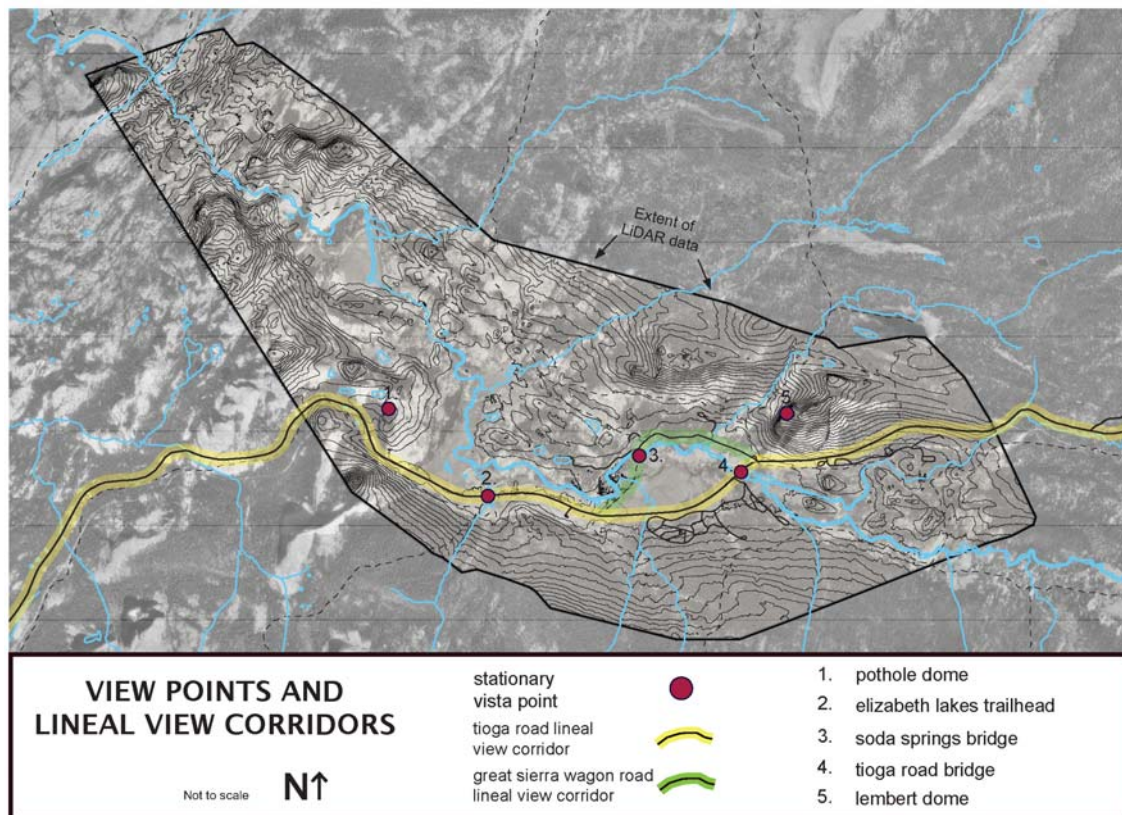 Extent of
LiDAR data
1
5
3.
4.
2
VIEW POINTS AND
LINEAL VIEW CORRIDORS
Not to scale N↑
stationary
vista point
tioga road lineal
view corridor
great sierra wagon road
lineal view corridor
1. pothole dome
2. elizabeth lakes trailhead
3. soda springs bridge
4. tioga road bridge
5. lembert dome